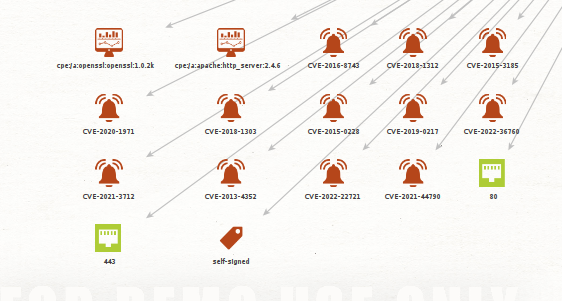 cpe:/a:openssl:openssl:1.0.2k cpe:/a:apache:http_server:2.4.6 CVE-2016-8743 CVE-2018-1312 CVE-2015-3185
CVE-2020-1971 CVE-2018-1303 CVE-2015-0228 CVE-2019-0217 CVE-2022-36760
CVE-2021-3712 CVE-2013-4352 CVE-2022-22721 CVE-2021-44790 80
443 self-signed